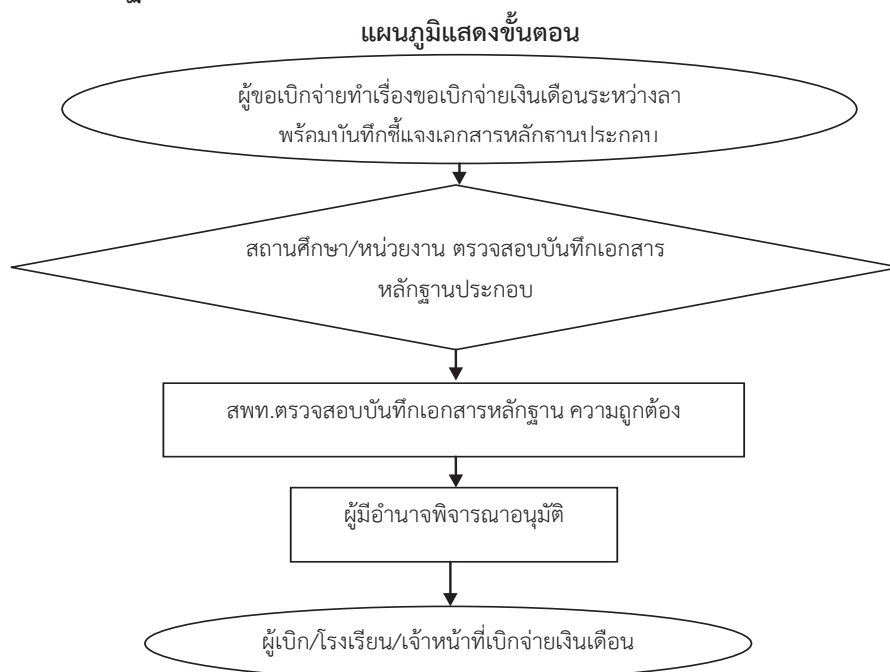 แผนภูมิแสดงขั้นตอน
ผู้ขอเบิกจ่ายทำเรื่องขอเบิกจ่ายเงินเดือนระหว่างลา
พร้อมบันทึกชี้แจงเอกสารหลักฐานประกอบ
สถานศึกษา/หน่วยงาน ตรวจสอบบันทึกเอกสาร
หลักฐานประกอบ
สพท.ตรวจสอบบันทึกเอกสารหลักฐาน ความถูกต้อง
ผู้มีอำนาจพิจารณาอนุมัติ
ผู้เบิก/โรงเรียน/เจ้าหน้าที่เบิกจ่ายเงินเดือน